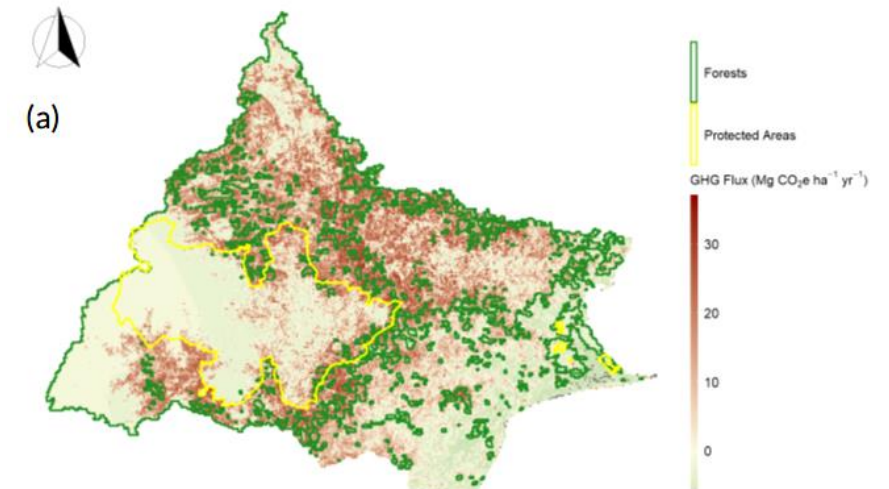 (a)
Forests
Protected Areas
GHG Flux (Mg CO₂e ha⁻¹ yr⁻¹)
30
20
10
0